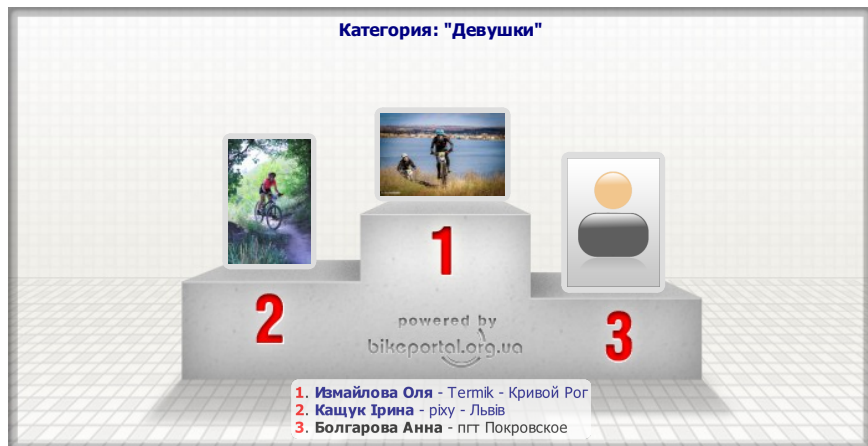 Категория: "Девушки"
1
2
3
powered by
bikeportal.org.ua
1. Измайлова Оля - Termik - Кривой Рог
2. Кащук Ірина - pixy - Львів
3. Болгарова Анна - пгт Покровское